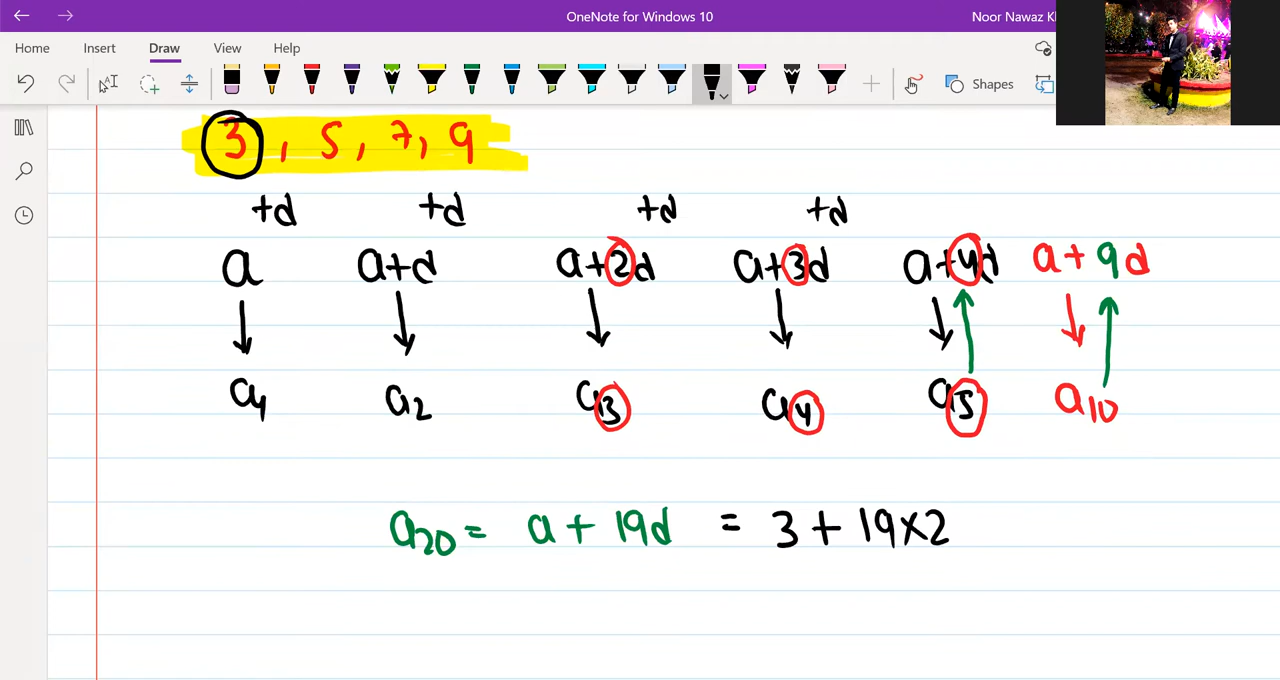 OneNote for Windows 10
Noor Nawaz Kh
Home Insert Draw View Help
Shapes
3, 5, 7, 9
+d +d +d +d
a a+d a+2d a+3d a+4d a+9d
a1 a2 a3 a4 a5 a10
a20 = a + 19d = 3 + 19×2